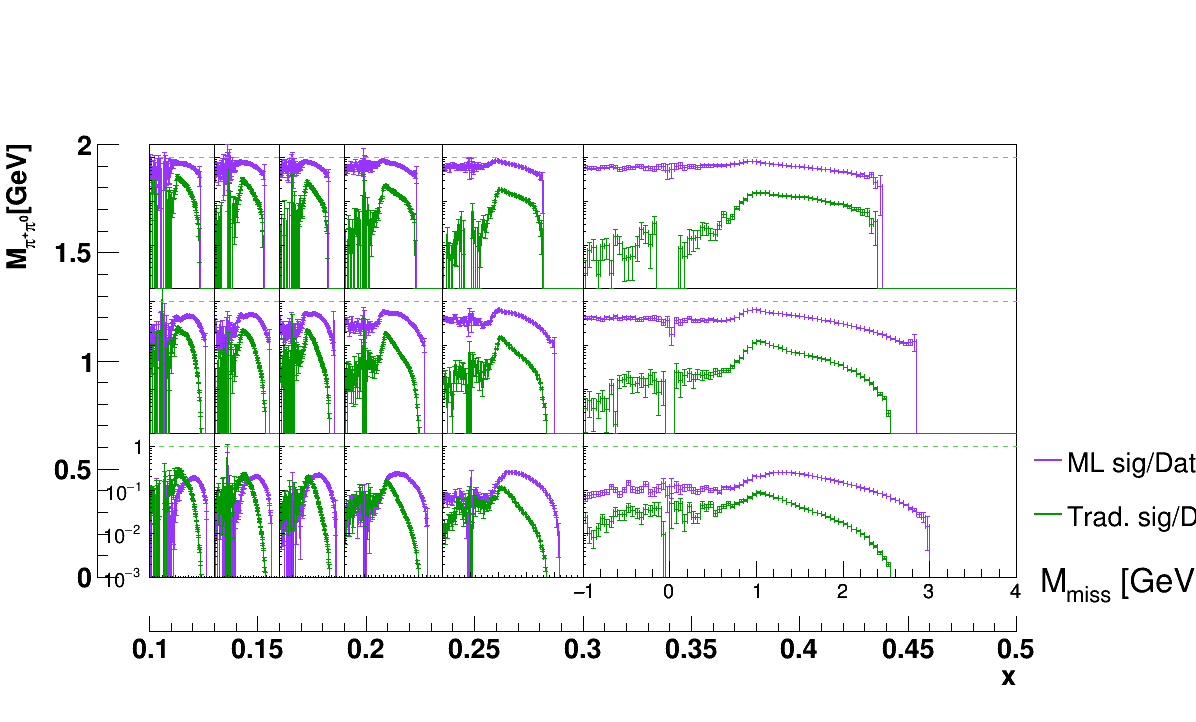 M_{π⁺π⁰}[GeV]
2
1.5
1
0.5
0
1
10⁻¹
10⁻²
10⁻³
ML sig/Dat
Trad. sig/D
−1 0 1 2 3 4
M_{miss} [GeV
0.1 0.15 0.2 0.25 0.3 0.35 0.4 0.45 0.5
x